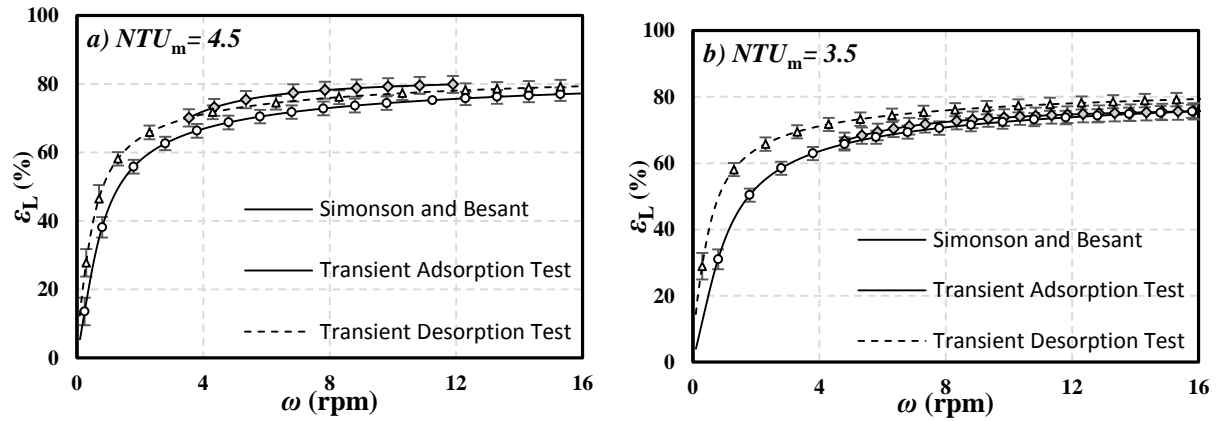 a) NTUm= 4.5
100
80
60
40
20
0
εL (%)
0 4 8 12 16
ω (rpm)
Simonson and Besant
Transient Adsorption Test
Transient Desorption Test
b) NTUm= 3.5
100
80
60
40
20
0
εL (%)
0 4 8 12 16
ω (rpm)
Simonson and Besant
Transient Adsorption Test
Transient Desorption Test